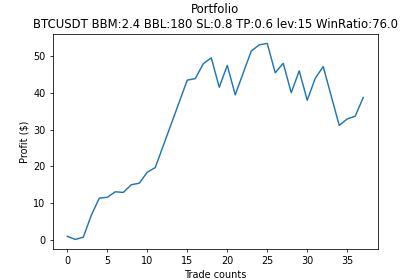 Portfolio
BTCUSDT BBM:2.4 BBL:180 SL:0.8 TP:0.6 lev:15 WinRatio:76.0
Profit ($)
50
40
30
20
10
0
0 5 10 15 20 25 30 35
Trade counts